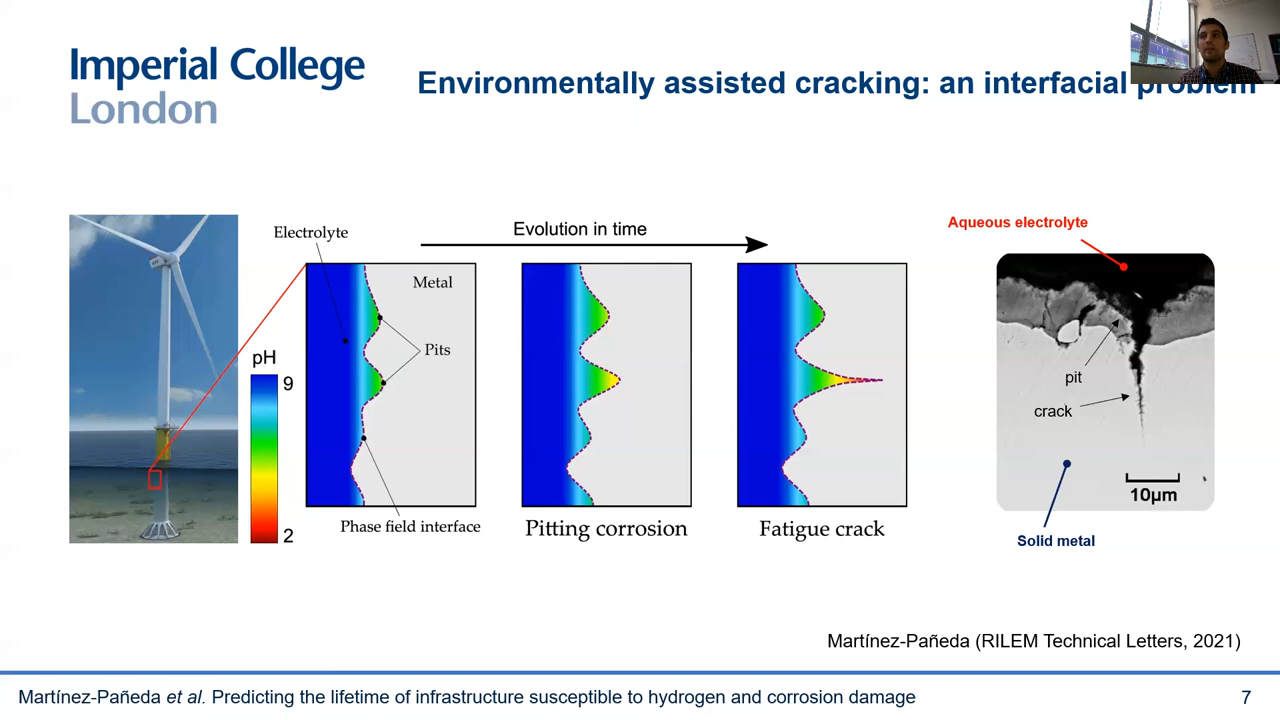 Imperial College
London
Environmentally assisted cracking: an interfacial problem
Electrolyte
Evolution in time
Aqueous electrolyte
Metal
Pits
pH
9
2
Phase field interface
Pitting corrosion
Fatigue crack
pit
crack
10μm
Solid metal
Martínez-Pañeda (RILEM Technical Letters, 2021)
Martínez-Pañeda et al. Predicting the lifetime of infrastructure susceptible to hydrogen and corrosion damage
7